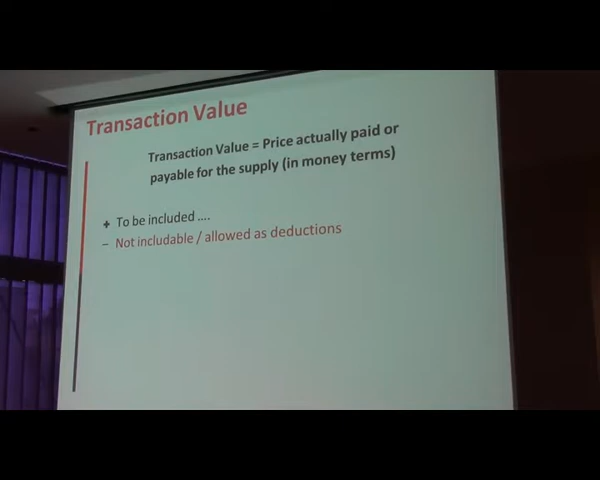 Transaction Value
Transaction Value = Price actually paid or
payable for the supply (in money terms)
+ To be included ....
– Not includable / allowed as deductions